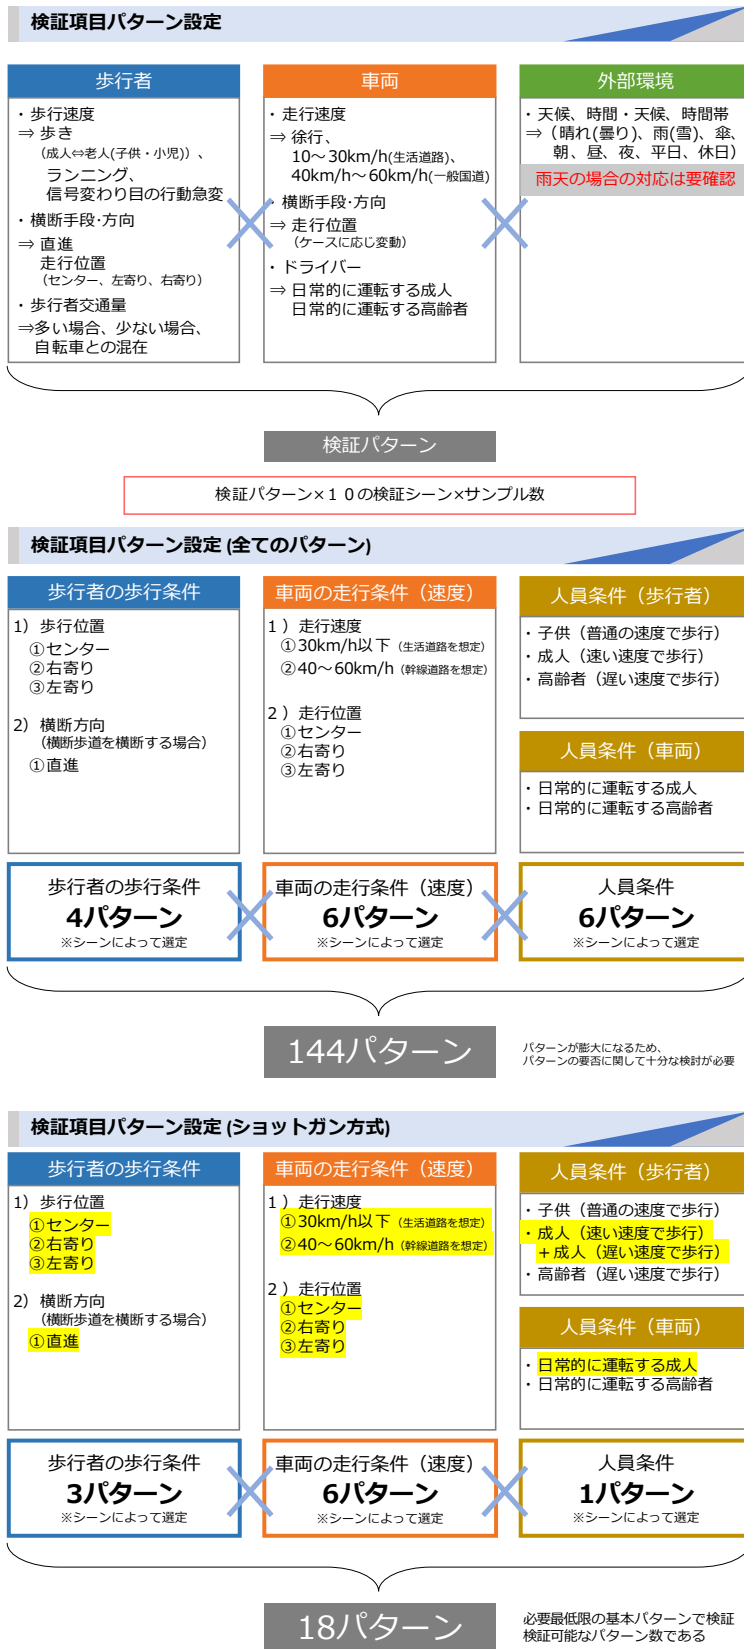 検証項目パターン設定
歩行者
・歩行速度
⇒ 歩き
（成人⇔老人(子供・小児)）、
ランニング、
信号変わり目の行動急変
・横断手段･方向
⇒ 直進
走行位置
（センター、左寄り、右寄り）
・歩行者交通量
⇒多い場合、少ない場合、
自転車との混在
車両
・走行速度
⇒ 徐行、
10～30km/h(生活道路)、
40km/h～60km/h(一般国道)
・横断手段･方向
⇒ 走行位置
（ケースに応じ変動）
・ドライバー
⇒ 日常的に運転する成人
日常的に運転する高齢者
外部環境
・天候、時間・天候、時間帯
⇒（晴れ(曇り)、雨(雪)、傘、
朝、昼、夜、平日、休日）
雨天の場合の対応は要確認
検証パターン
検証パターン×１０の検証シーン×サンプル数
検証項目パターン設定 (全てのパターン)
歩行者の歩行条件
1）歩行位置
①センター
②右寄り
③左寄り
2）横断方向
（横断歩道を横断する場合）
①直進
車両の走行条件（速度）
1 ）走行速度
①30km/h以下（生活道路を想定）
②40～60km/h（幹線道路を想定）
2 ）走行位置
①センター
②右寄り
③左寄り
人員条件（歩行者）
・子供（普通の速度で歩行）
・成人（速い速度で歩行）
・高齢者（遅い速度で歩行）
人員条件（車両）
・日常的に運転する成人
・日常的に運転する高齢者
歩行者の歩行条件
4パターン
※シーンによって選定
車両の走行条件（速度）
6パターン
※シーンによって選定
人員条件
6パターン
※シーンによって選定
144パターン
パターンが膨大になるため、
パターンの要否に関して十分な検討が必要
検証項目パターン設定 (ショットガン方式)
歩行者の歩行条件
1）歩行位置
①センター
②右寄り
③左寄り
2）横断方向
（横断歩道を横断する場合）
①直進
車両の走行条件（速度）
1 ）走行速度
①30km/h以下（生活道路を想定）
②40～60km/h（幹線道路を想定）
2 ）走行位置
①センター
②右寄り
③左寄り
人員条件（歩行者）
・子供（普通の速度で歩行）
・成人（速い速度で歩行）
＋成人（遅い速度で歩行）
・高齢者（遅い速度で歩行）
人員条件（車両）
・日常的に運転する成人
・日常的に運転する高齢者
歩行者の歩行条件
3パターン
※シーンによって選定
車両の走行条件（速度）
6パターン
※シーンによって選定
人員条件
1パターン
※シーンによって選定
18パターン
必要最低限の基本パターンで検証
検証可能なパターン数である